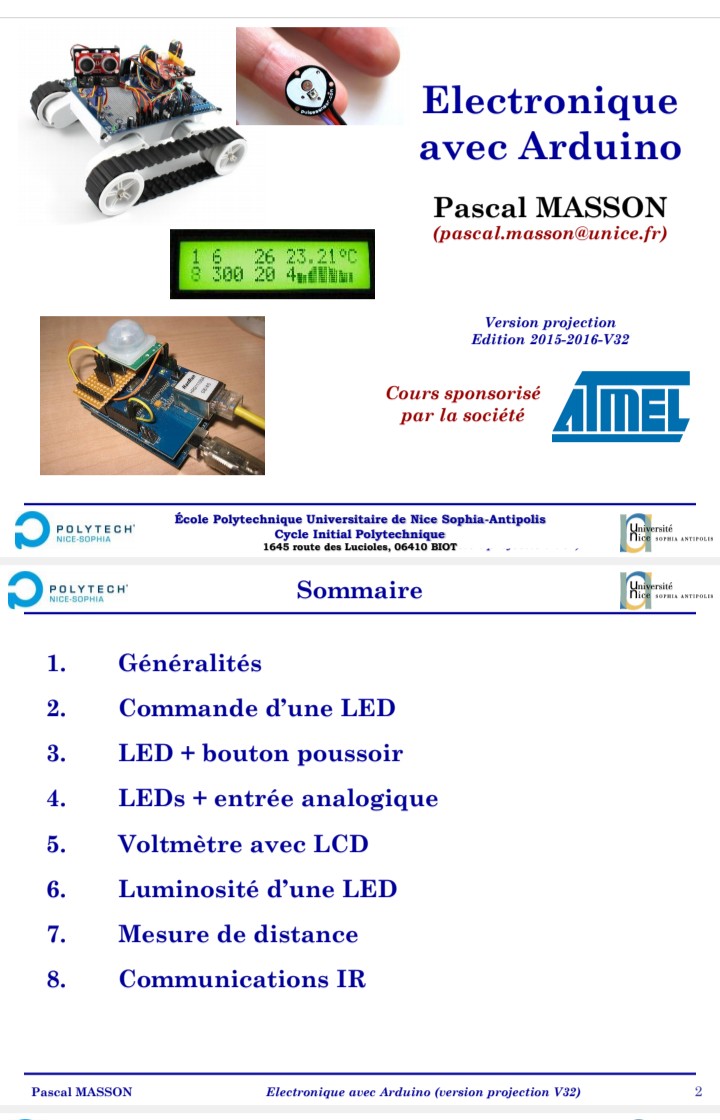 Electronique
avec Arduino
Pascal MASSON
(pascal.masson@unice.fr)
1 6 26 23.21°C
8 300 20 4
Version projection
Edition 2015-2016-V32
Cours sponsorisé
par la société
ATMEL
POLYTECH'
NICE-SOPHIA
École Polytechnique Universitaire de Nice Sophia-Antipolis
Cycle Initial Polytechnique
1645 route des Lucioles, 06410 BIOT
Université
Nice SOPHIA ANTIPOLIS
POLYTECH'
NICE-SOPHIA
Sommaire
Université
Nice SOPHIA ANTIPOLIS
1. Généralités
2. Commande d'une LED
3. LED + bouton poussoir
4. LEDs + entrée analogique
5. Voltmètre avec LCD
6. Luminosité d'une LED
7. Mesure de distance
8. Communications IR
Pascal MASSON
Electronique avec Arduino (version projection V32)
2